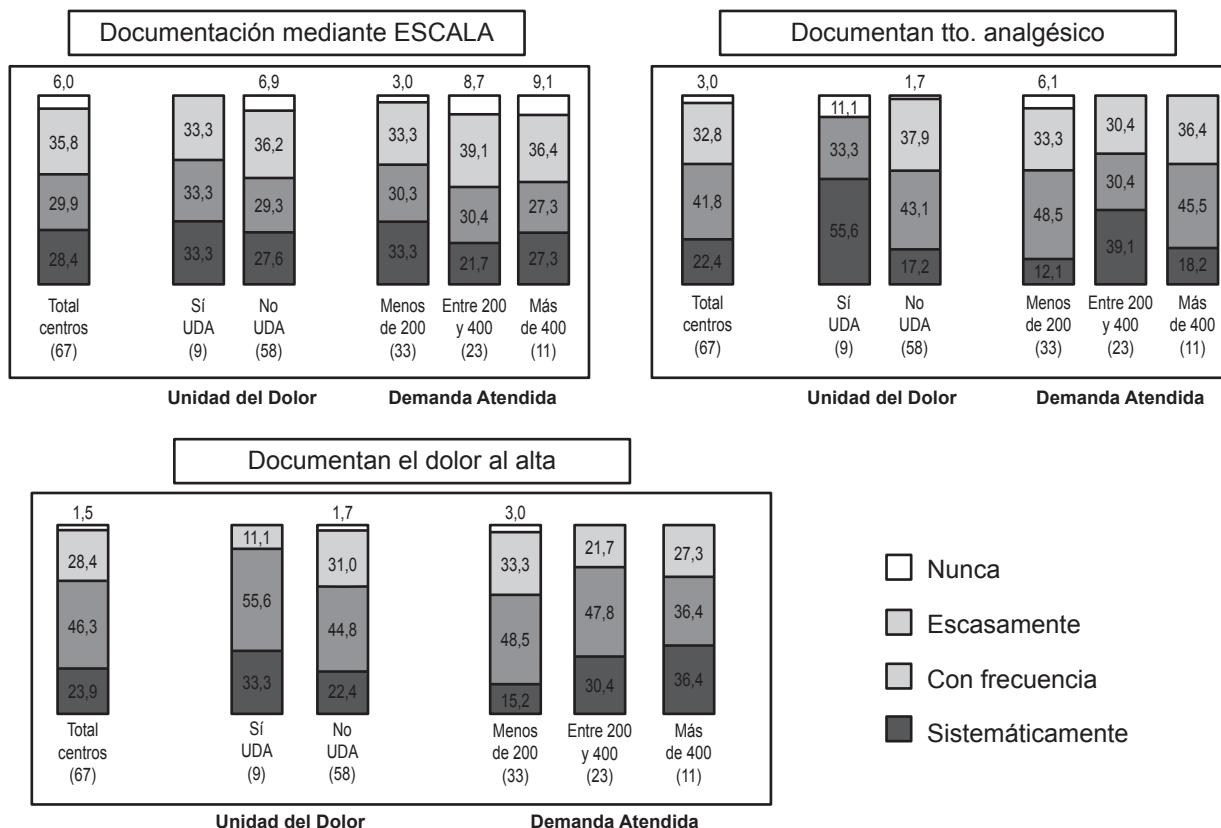 Documentación mediante ESCALA
6,0 6,9 3,0 8,7 9,1
35,8 33,3 36,2 33,3 39,1 36,4
29,9 33,3 29,3 30,3 30,4 27,3
28,4 33,3 27,6 33,3 21,7 27,3
Total Sí No Menos Entre 200 Más
centros UDA UDA de 200 y 400 de 400
(67) (9) (58) (33) (23) (11)
Unidad del Dolor Demanda Atendida
Documentan tto. analgésico
3,0 11,1 1,7 6,1
32,8 33,3 37,9 33,3 30,4 36,4
41,8 55,6 43,1 48,5 30,4 45,5
22,4 17,2 12,1 39,1 18,2
Total Sí No Menos Entre 200 Más
centros UDA UDA de 200 y 400 de 400
(67) (9) (58) (33) (23) (11)
Unidad del Dolor Demanda Atendida
Documentan el dolor al alta
1,5 1,7 3,0
28,4 11,1 31,0 33,3 21,7 27,3
46,3 55,6 44,8 48,5 47,8 36,4
23,9 33,3 22,4 15,2 30,4 36,4
Total Sí No Menos Entre 200 Más
centros UDA UDA de 200 y 400 de 400
(67) (9) (58) (33) (23) (11)
Unidad del Dolor Demanda Atendida
Nunca
Escasamente
Con frecuencia
Sistemáticamente